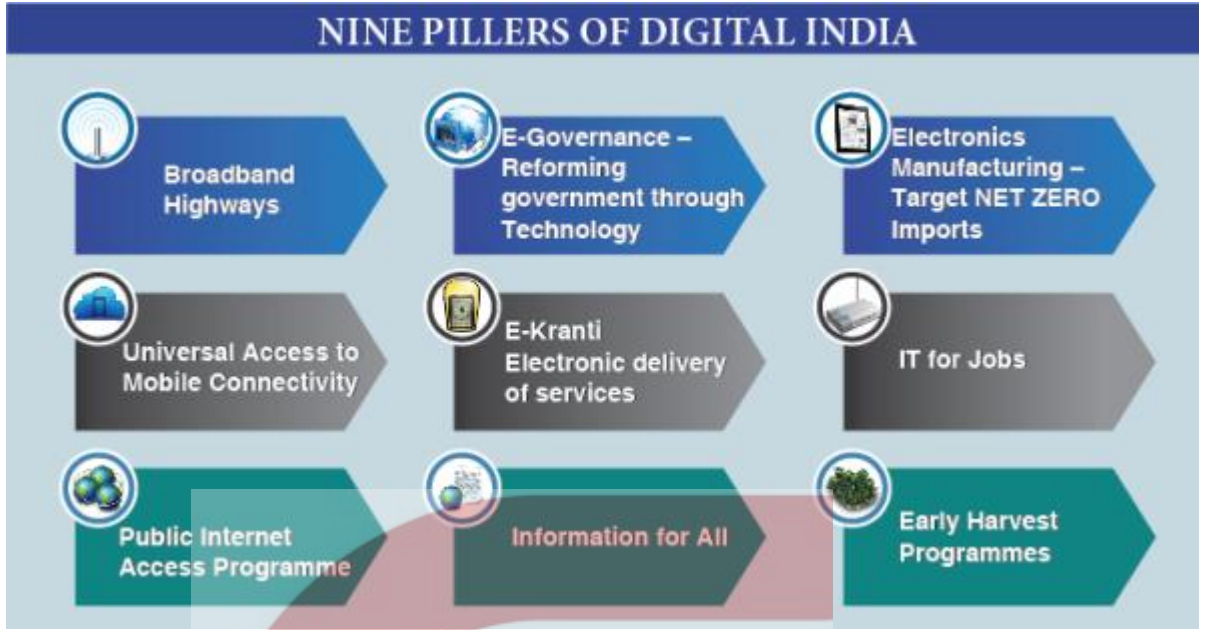 NINE PILLERS OF DIGITAL INDIA
Broadband
Highways
E-Governance –
Reforming
government through
Technology
Electronics
Manufacturing –
Target NET ZERO
Imports
Universal Access to
Mobile Connectivity
E-Kranti
Electronic delivery
of services
IT for Jobs
Public Internet
Access Programme
Information for All
Early Harvest
Programmes